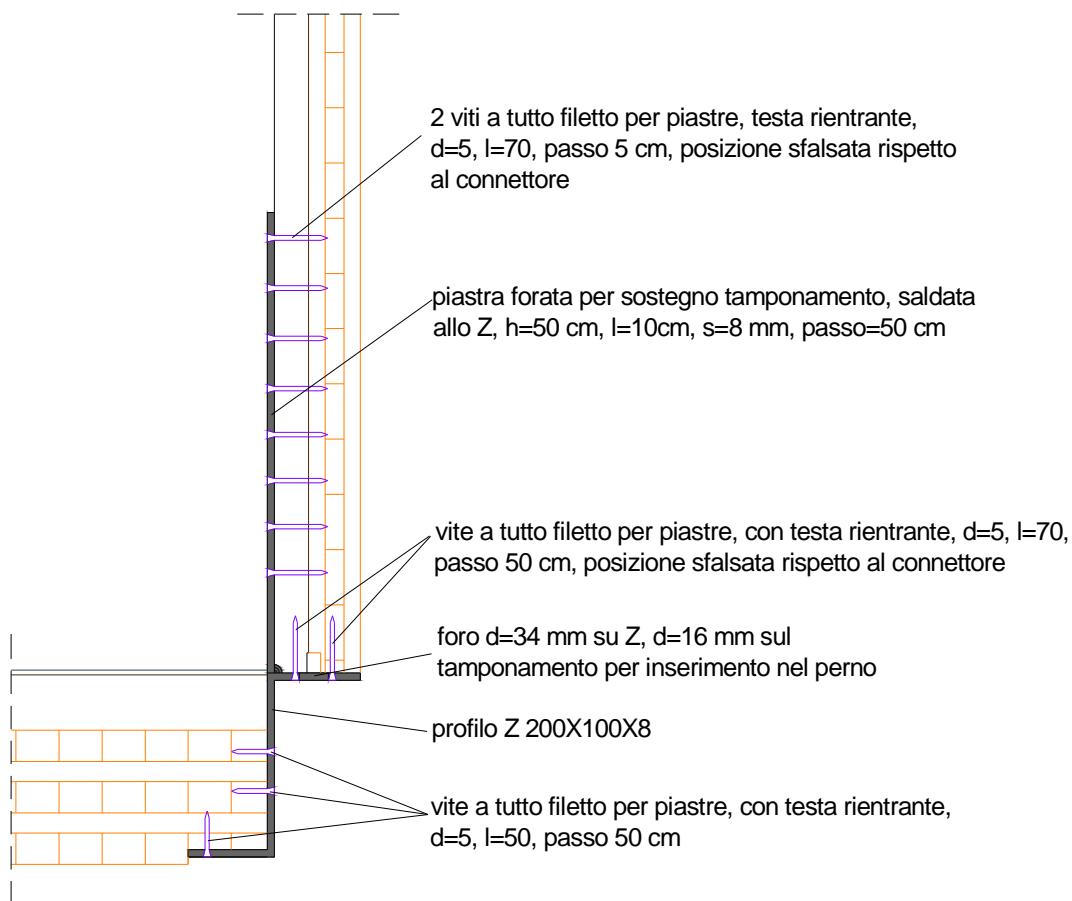 2 viti a tutto filetto per piastre, testa rientrante,
d=5, l=70, passo 5 cm, posizione sfalsata rispetto
al connettore
piastra forata per sostegno tamponamento, saldata
allo Z, h=50 cm, l=10cm, s=8 mm, passo=50 cm
vite a tutto filetto per piastre, con testa rientrante, d=5, l=70,
passo 50 cm, posizione sfalsata rispetto al connettore
foro d=34 mm su Z, d=16 mm sul
tamponamento per inserimento nel perno
profilo Z 200X100X8
vite a tutto filetto per piastre, con testa rientrante,
d=5, l=50, passo 50 cm